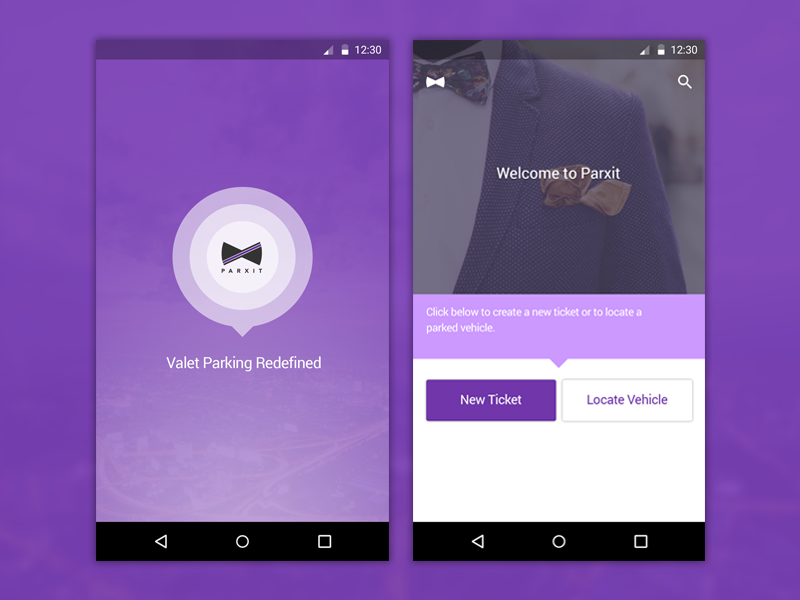 12:30
PARXIT
Valet Parking Redefined
12:30
Welcome to Parxit
Click below to create a new ticket or to locate a
parked vehicle.
New Ticket
Locate Vehicle